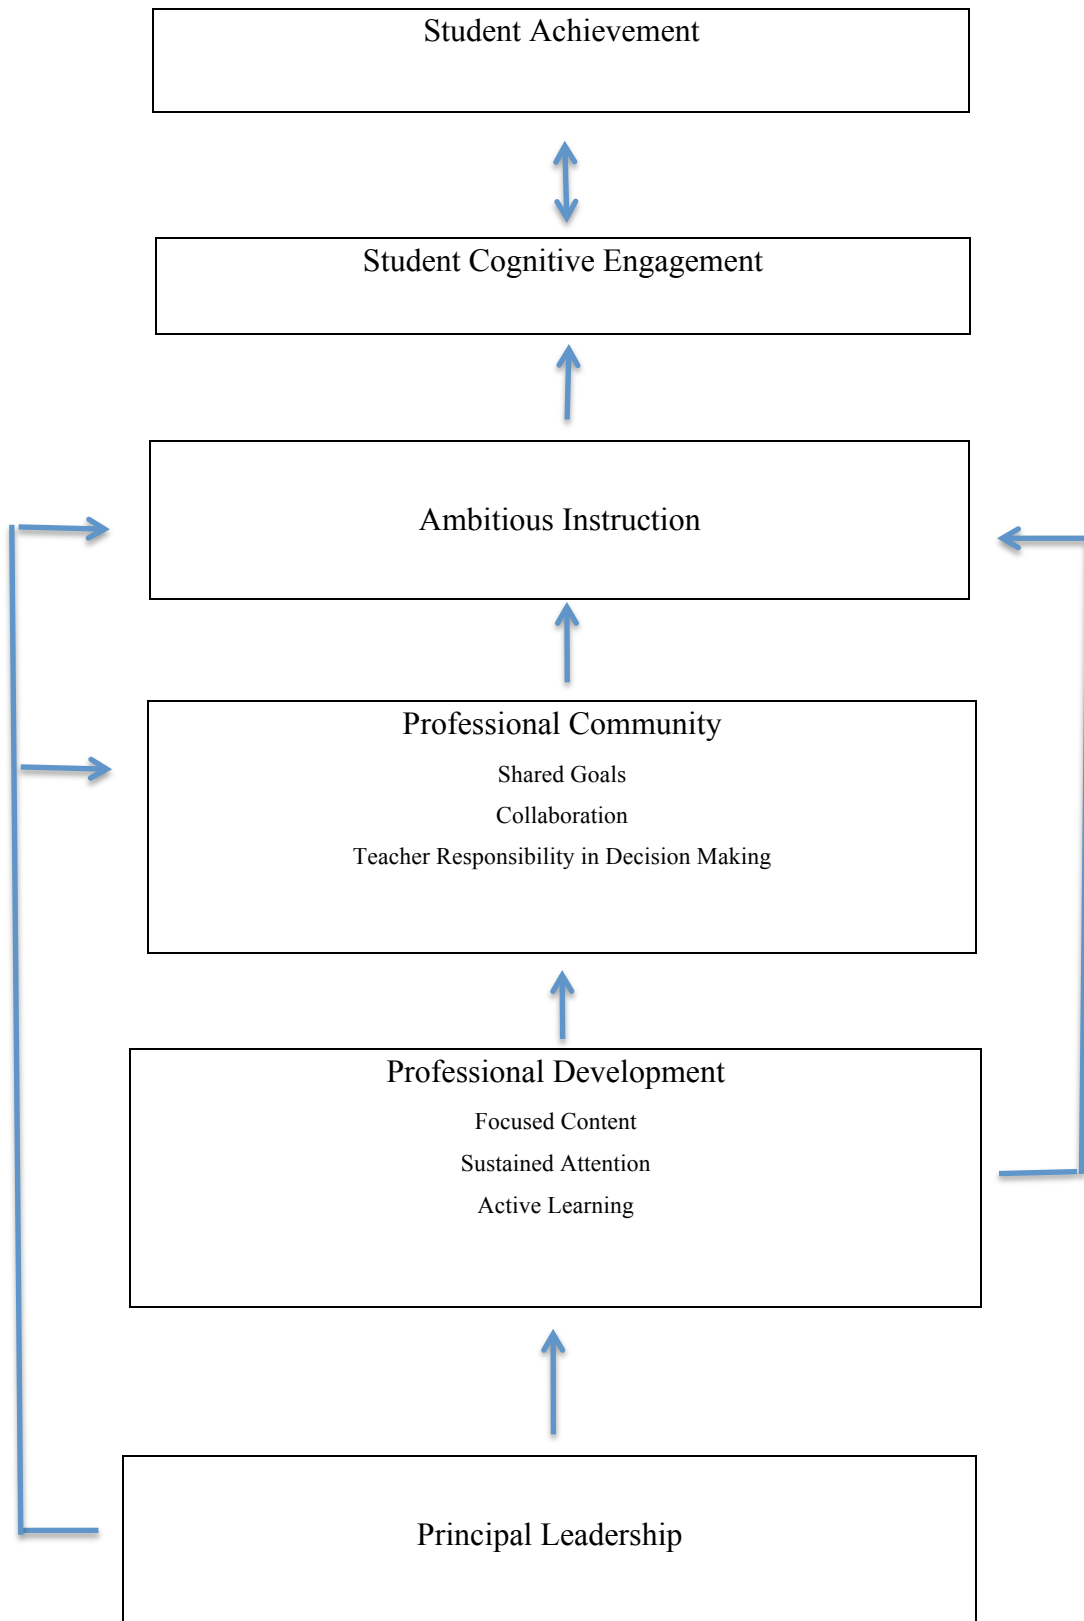 Student Achievement
Student Cognitive Engagement
Ambitious Instruction
Professional Community
Shared Goals
Collaboration
Teacher Responsibility in Decision Making
Professional Development
Focused Content
Sustained Attention
Active Learning
Principal Leadership